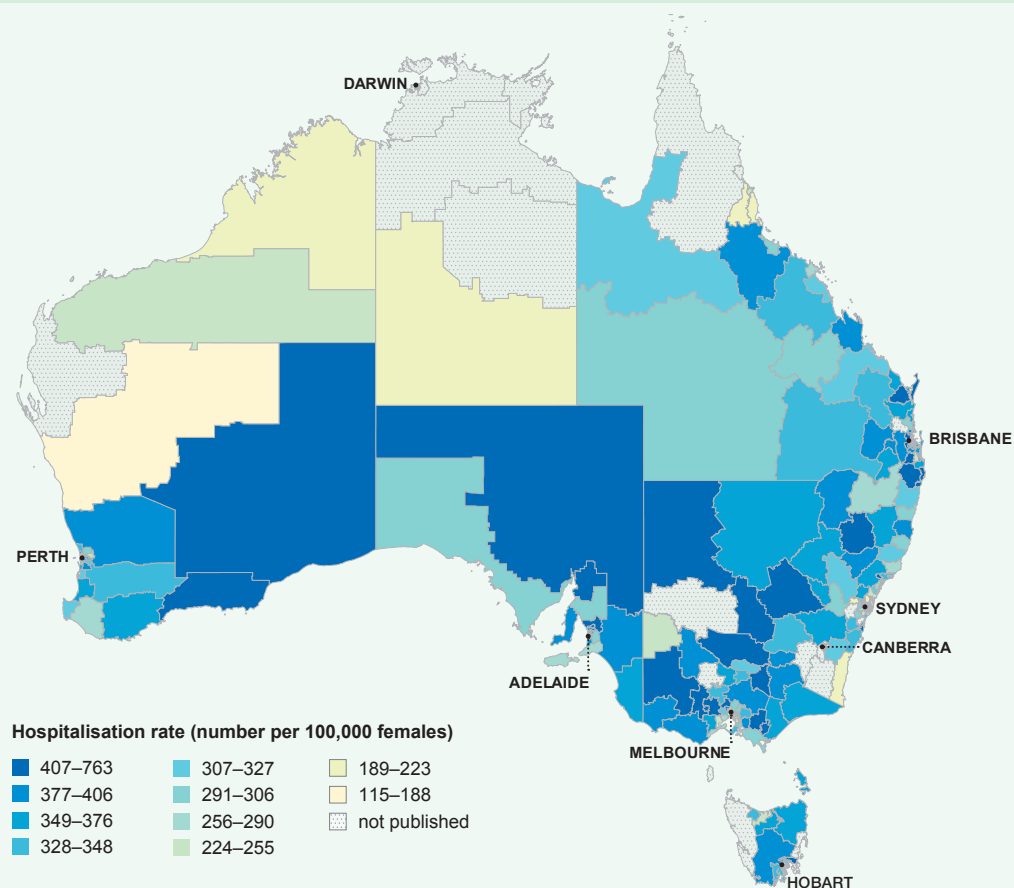 DARWIN
BRISBANE
PERTH
SYDNEY
CANBERRA
ADELAIDE
MELBOURNE
HOBART
Hospitalisation rate (number per 100,000 females)
407–763
377–406
349–376
328–348
307–327
291–306
256–290
224–255
189–223
115–188
not published